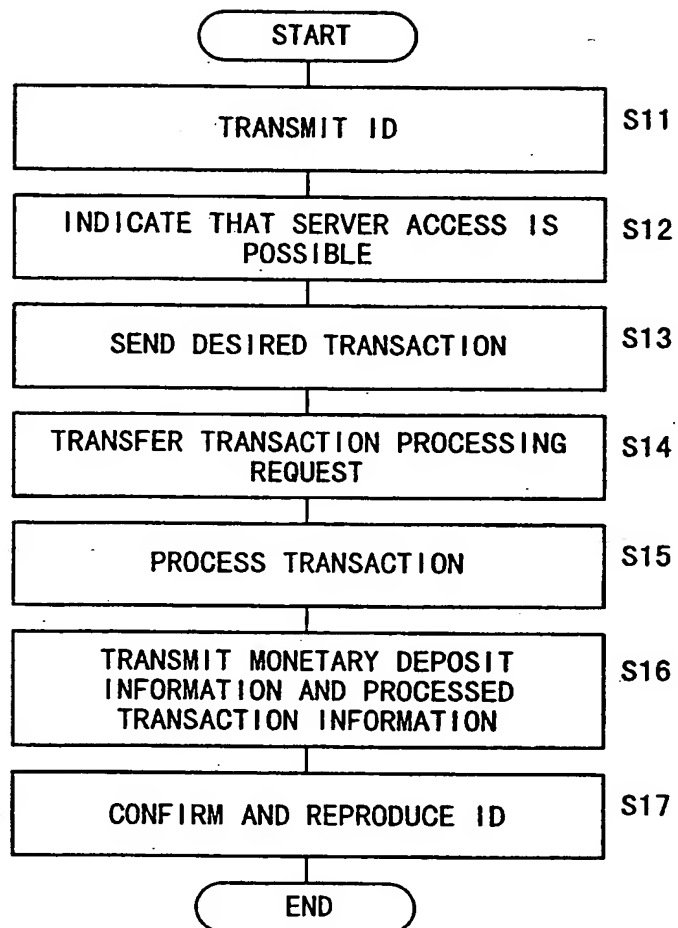 START
TRANSMIT ID
S11
INDICATE THAT SERVER ACCESS IS
POSSIBLE
S12
SEND DESIRED TRANSACTION
S13
TRANSFER TRANSACTION PROCESSING
REQUEST
S14
PROCESS TRANSACTION
S15
TRANSMIT MONETARY DEPOSIT
INFORMATION AND PROCESSED
TRANSACTION INFORMATION
S16
CONFIRM AND REPRODUCE ID
S17
END